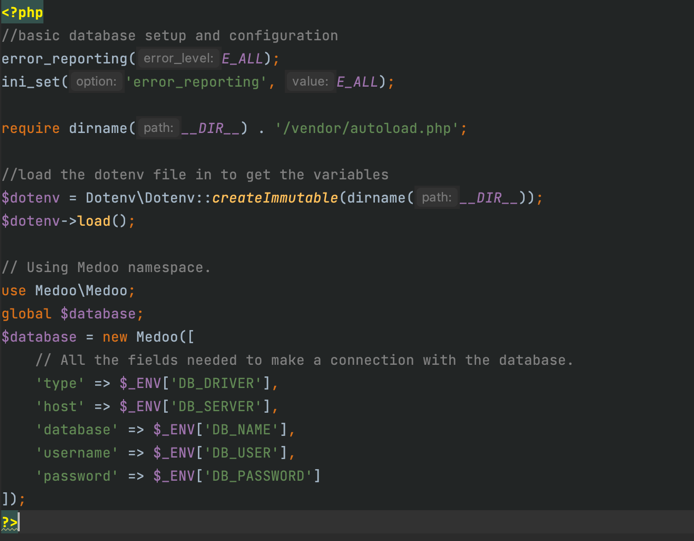 <?php
//basic database setup and configuration
error_reporting( error_level: E_ALL);
ini_set( option: 'error_reporting', value: E_ALL);
require dirname( path: __DIR__) . '/vendor/autoload.php';
//load the dotenv file in to get the variables
$dotenv = Dotenv\Dotenv::createImmutable(dirname( path: __DIR__));
$dotenv->load();
// Using Medoo namespace.
use Medoo\Medoo;
global $database;
$database = new Medoo([
    // All the fields needed to make a connection with the database.
    'type' => $_ENV['DB_DRIVER'],
    'host' => $_ENV['DB_SERVER'],
    'database' => $_ENV['DB_NAME'],
    'username' => $_ENV['DB_USER'],
    'password' => $_ENV['DB_PASSWORD']
]);
?>